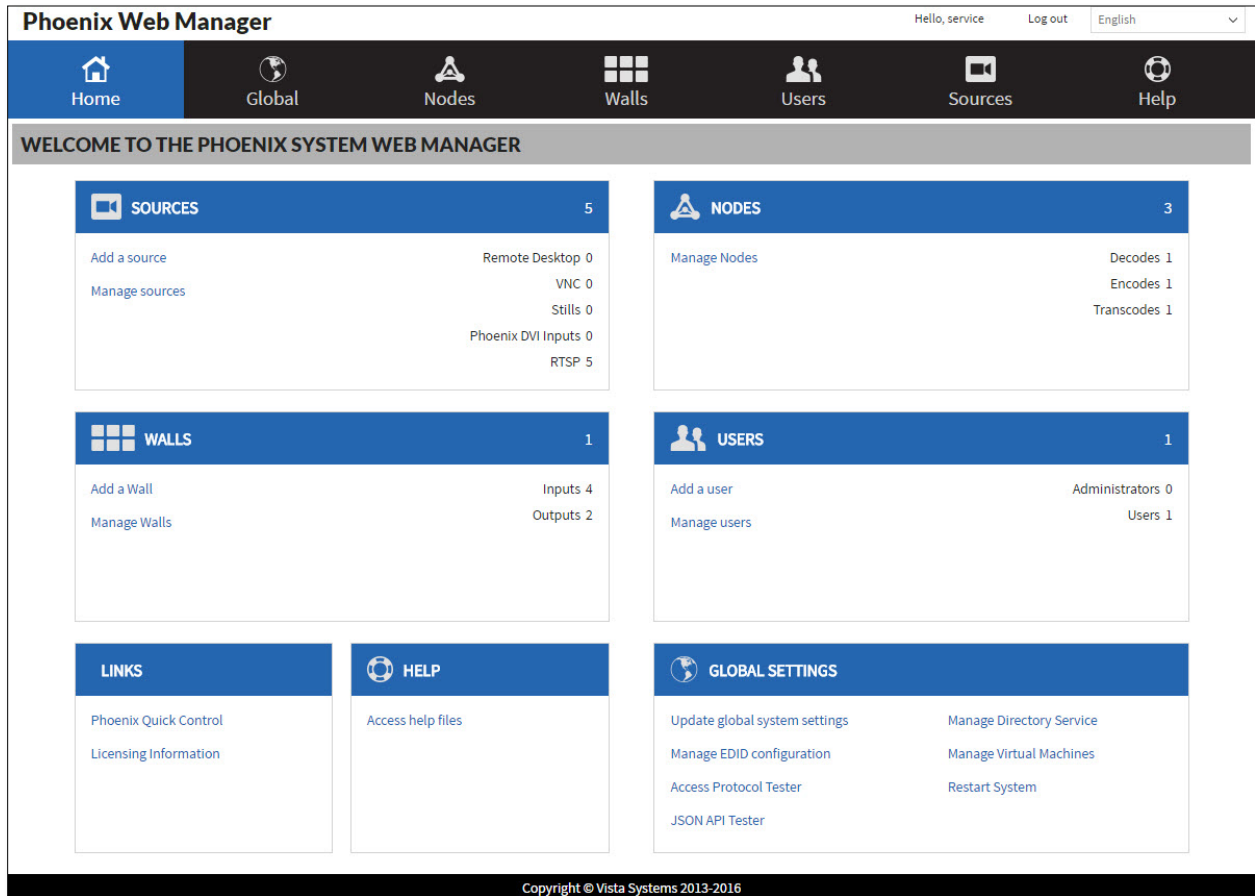 Phoenix Web Manager
Hello, service Log out English
Home Global Nodes Walls Users Sources Help
WELCOME TO THE PHOENIX SYSTEM WEB MANAGER
SOURCES 5
Add a source
Manage sources
Remote Desktop 0
VNC 0
Stills 0
Phoenix DVI Inputs 0
RTSP 5
NODES 3
Manage Nodes
Decodes 1
Encodes 1
Transcodes 1
WALLS 1
Add a Wall
Manage Walls
Inputs 4
Outputs 2
USERS 1
Add a user
Manage users
Administrators 0
Users 1
LINKS
Phoenix Quick Control
Licensing Information
HELP
Access help files
GLOBAL SETTINGS
Update global system settings
Manage EDID configuration
Access Protocol Tester
JSON API Tester
Manage Directory Service
Manage Virtual Machines
Restart System
Copyright © Vista Systems 2013-2016